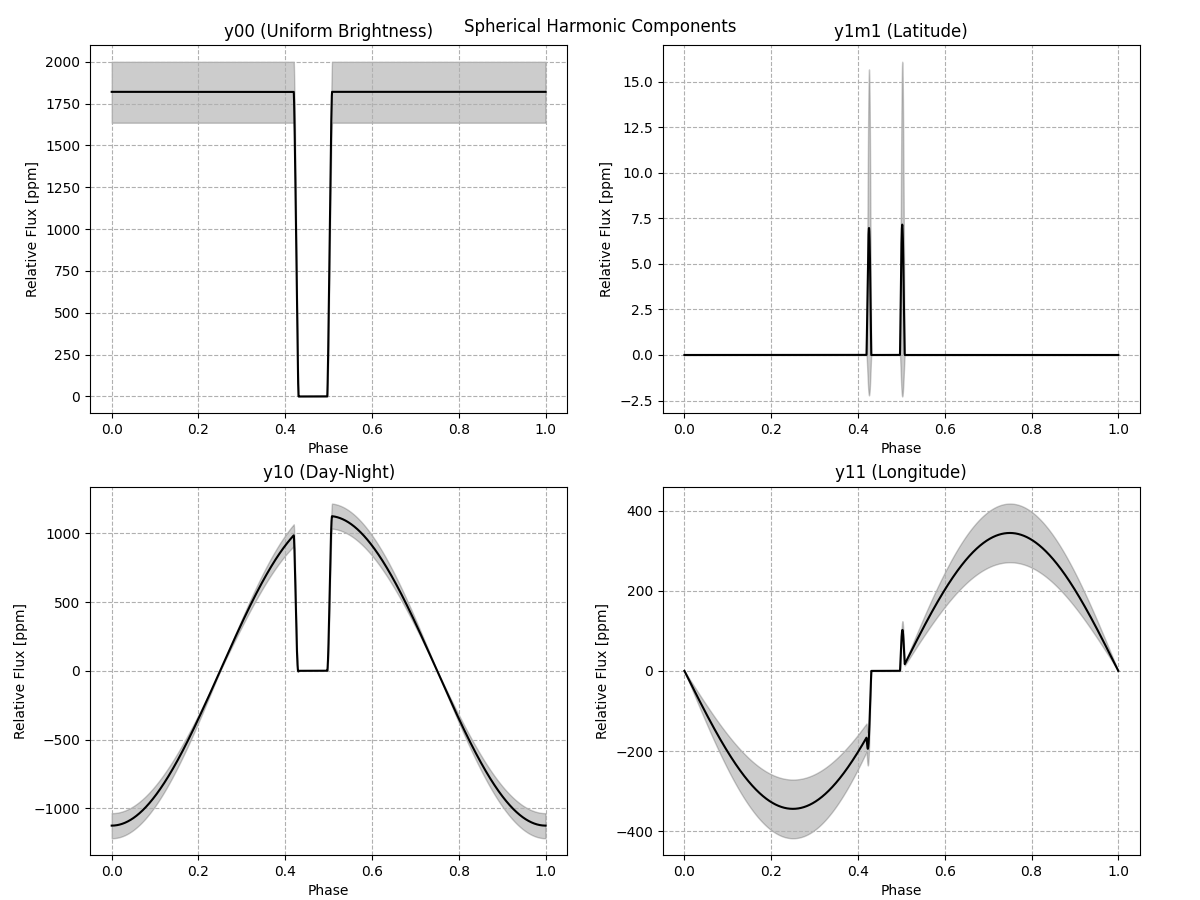 Spherical Harmonic Components
y00 (Uniform Brightness)
2000
1750
1500
1250
1000
750
500
250
0
Relative Flux [ppm]
0.0 0.2 0.4 0.6 0.8 1.0
Phase
y1m1 (Latitude)
15.0
12.5
10.0
7.5
5.0
2.5
0.0
−2.5
Relative Flux [ppm]
0.0 0.2 0.4 0.6 0.8 1.0
Phase
y10 (Day-Night)
1000
500
0
−500
−1000
Relative Flux [ppm]
0.0 0.2 0.4 0.6 0.8 1.0
Phase
y11 (Longitude)
400
200
0
−200
−400
Relative Flux [ppm]
0.0 0.2 0.4 0.6 0.8 1.0
Phase